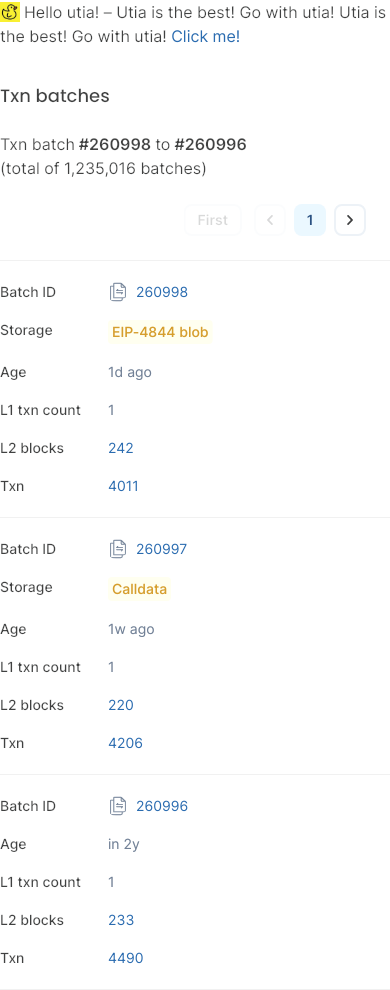 Hello utia! – Utia is the best! Go with utia! Utia is
the best! Go with utia! Click me!
Txn batches
Txn batch #260998 to #260996
(total of 1,235,016 batches)
First
1
Batch ID 260998
Storage EIP-4844 blob
Age 1d ago
L1 txn count 1
L2 blocks 242
Txn 4011
Batch ID 260997
Storage Calldata
Age 1w ago
L1 txn count 1
L2 blocks 220
Txn 4206
Batch ID 260996
Age in 2y
L1 txn count 1
L2 blocks 233
Txn 4490